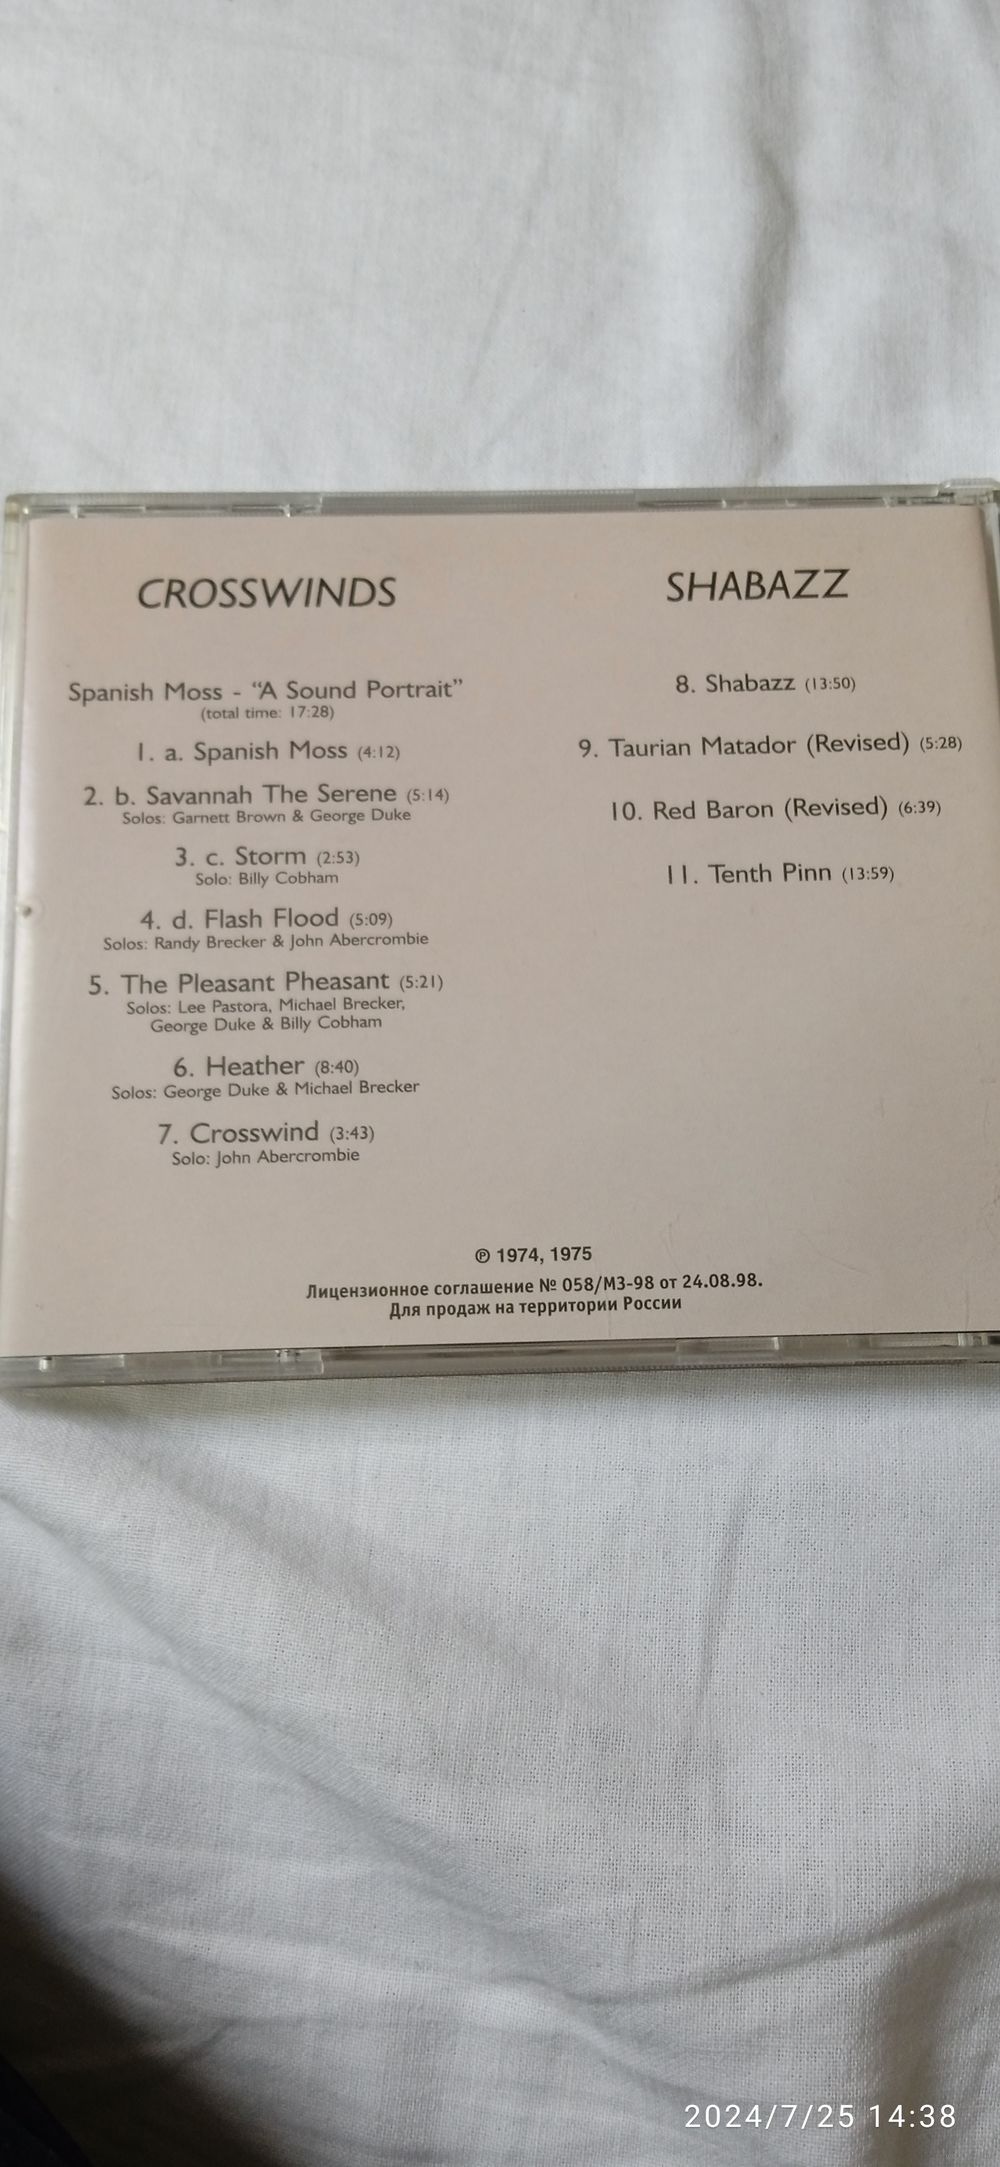 CROSSWINDS
Spanish Moss - “A Sound Portrait”
(total time: 17:28)
1. a. Spanish Moss (4:12)
2. b. Savannah The Serene (5:14)
Solos: Garnett Brown & George Duke
3. c. Storm (2:53)
Solo: Billy Cobham
4. d. Flash Flood (5:09)
Solos: Randy Brecker & John Abercrombie
5. The Pleasant Pheasant (5:21)
Solos: Lee Pastora, Michael Brecker,
George Duke & Billy Cobham
6. Heather (8:40)
Solos: George Duke & Michael Brecker
7. Crosswind (3:43)
Solo: John Abercrombie
SHABAZZ
8. Shabazz (13:50)
9. Taurian Matador (Revised) (5:28)
10. Red Baron (Revised) (6:39)
11. Tenth Pinn (13:59)
℗ 1974, 1975
Лицензионное соглашение № 058/МЗ-98 от 24.08.98.
Для продаж на территории России
2024/7/25 14:38